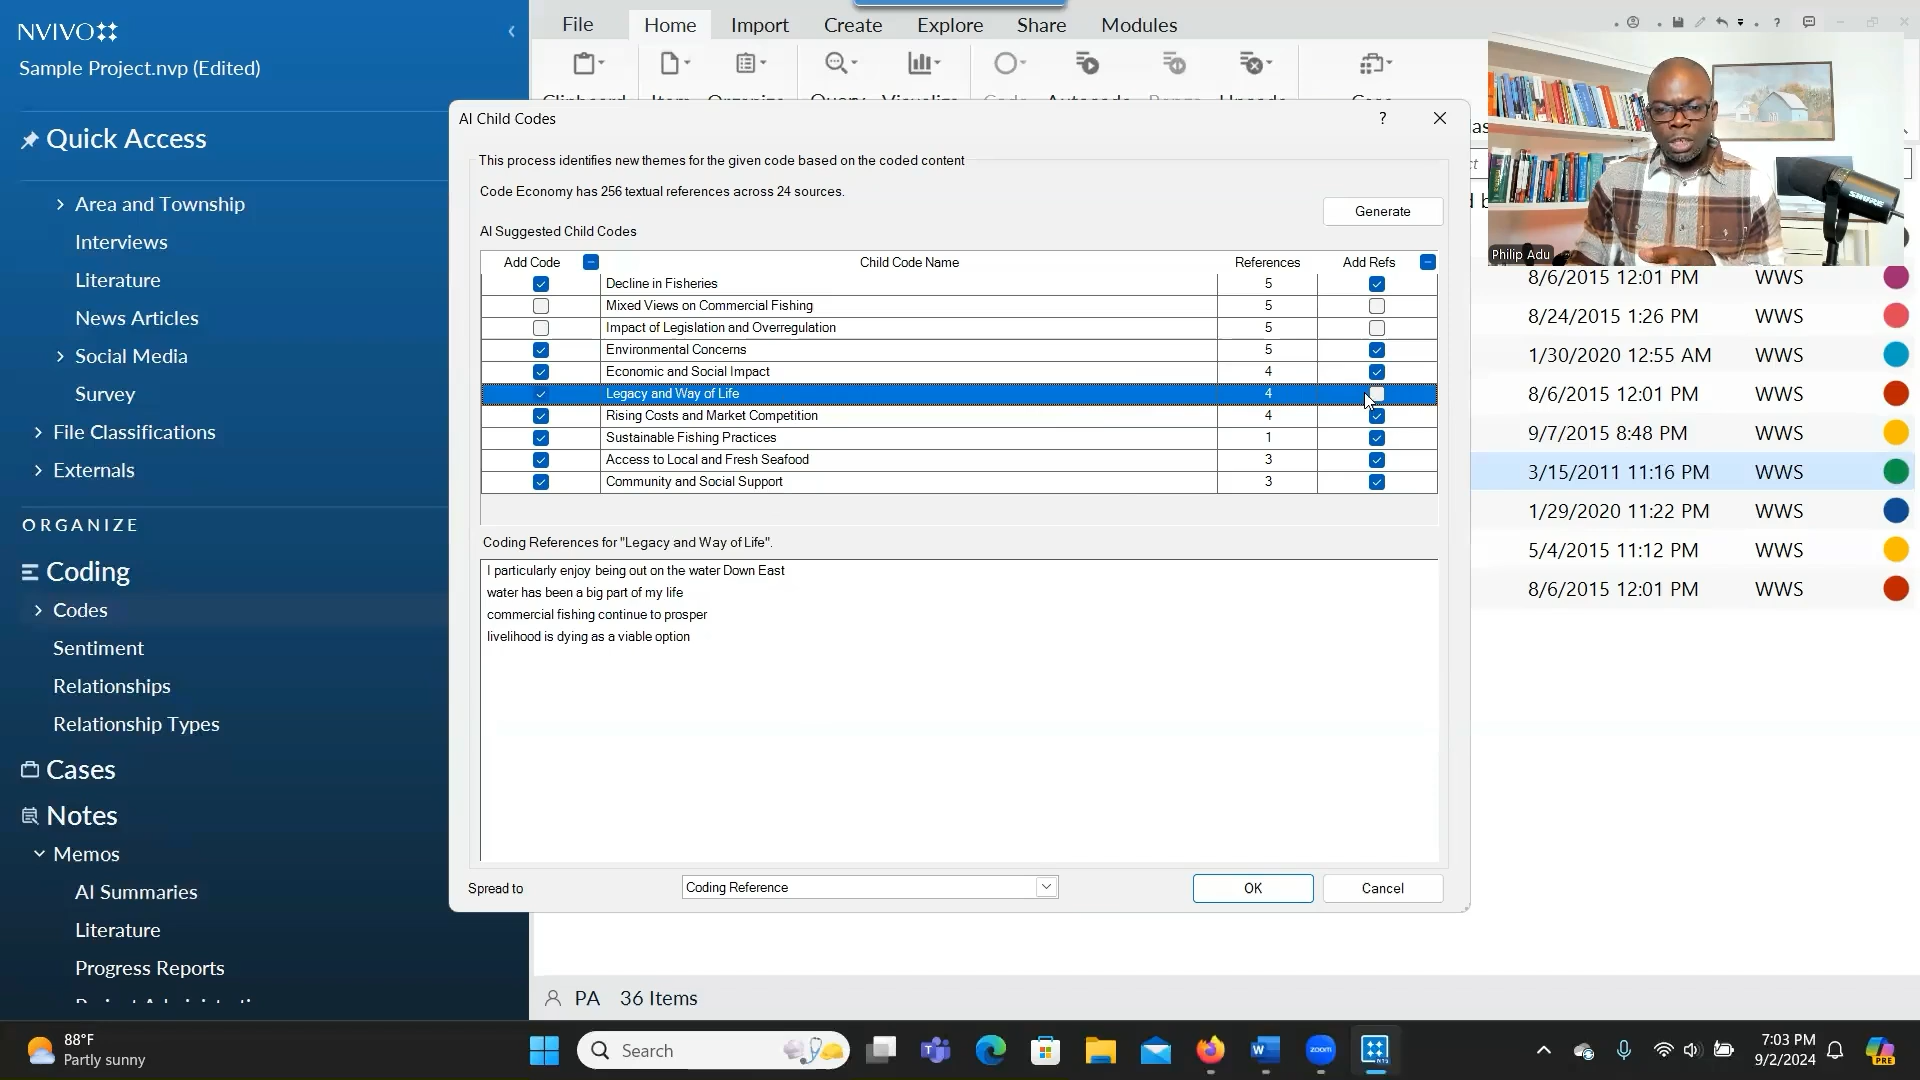 NVIVO
Sample Project.nvp (Edited)
Quick Access
Area and Township
Interviews
Literature
News Articles
Social Media
Survey
File Classifications
Externals
ORGANIZE
Coding
Codes
Sentiment
Relationships
Relationship Types
Cases
Notes
Memos
AI Summaries
Literature
Progress Reports
File Home Import Create Explore Share Modules
AI Child Codes
This process identifies new themes for the given code based on the coded content
Code Economy has 256 textual references across 24 sources.
Generate
AI Suggested Child Codes
Add Code Child Code Name References Add Refs
Decline in Fisheries 5
Mixed Views on Commercial Fishing 5
Impact of Legislation and Overregulation 5
Environmental Concerns 5
Economic and Social Impact 4
Legacy and Way of Life 4
Rising Costs and Market Competition 4
Sustainable Fishing Practices 1
Access to Local and Fresh Seafood 3
Community and Social Support 3
Coding References for "Legacy and Way of Life".
I particularly enjoy being out on the water Down East
water has been a big part of my life
commercial fishing continue to prosper
livelihood is dying as a viable option
Spread to Coding Reference OK Cancel
SHURE
Philip Adu
8/6/2015 12:01 PM WWS
8/24/2015 1:26 PM WWS
1/30/2020 12:55 AM WWS
8/6/2015 12:01 PM WWS
9/7/2015 8:48 PM WWS
3/15/2011 11:16 PM WWS
1/29/2020 11:22 PM WWS
5/4/2015 11:12 PM WWS
8/6/2015 12:01 PM WWS
PA 36 Items
88°F
Partly sunny
Search
zoom
7:03 PM
9/2/2024
PRE